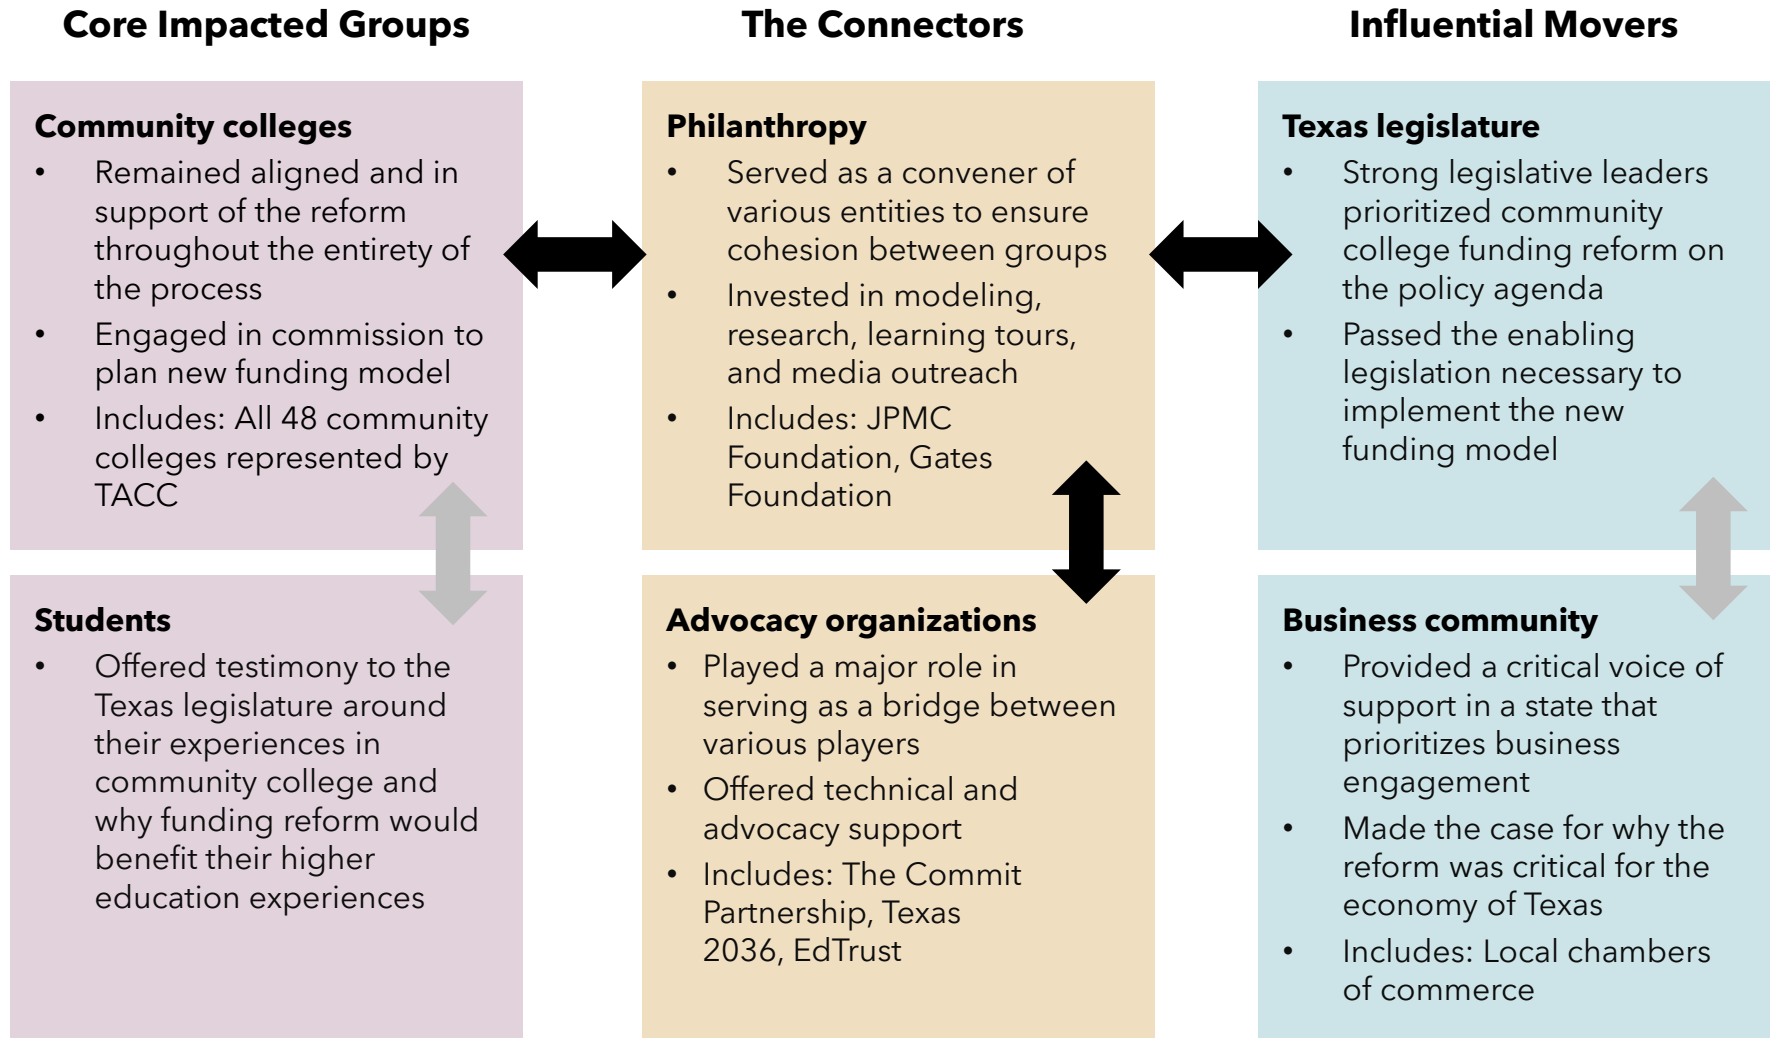 Core Impacted Groups
The Connectors
Influential Movers
Community colleges
• Remained aligned and in
support of the reform
throughout the entirety of
the process
• Engaged in commission to
plan new funding model
• Includes: All 48 community
colleges represented by
TACC
Students
• Offered testimony to the
Texas legislature around
their experiences in
community college and
why funding reform would
benefit their higher
education experiences
Philanthropy
• Served as a convener of
various entities to ensure
cohesion between groups
• Invested in modeling,
research, learning tours,
and media outreach
• Includes: JPMC
Foundation, Gates
Foundation
Advocacy organizations
• Played a major role in
serving as a bridge between
various players
• Offered technical and
advocacy support
• Includes: The Commit
Partnership, Texas
2036, EdTrust
Texas legislature
• Strong legislative leaders
prioritized community
college funding reform on
the policy agenda
• Passed the enabling
legislation necessary to
implement the new
funding model
Business community
• Provided a critical voice of
support in a state that
prioritizes business
engagement
• Made the case for why the
reform was critical for the
economy of Texas
• Includes: Local chambers
of commerce